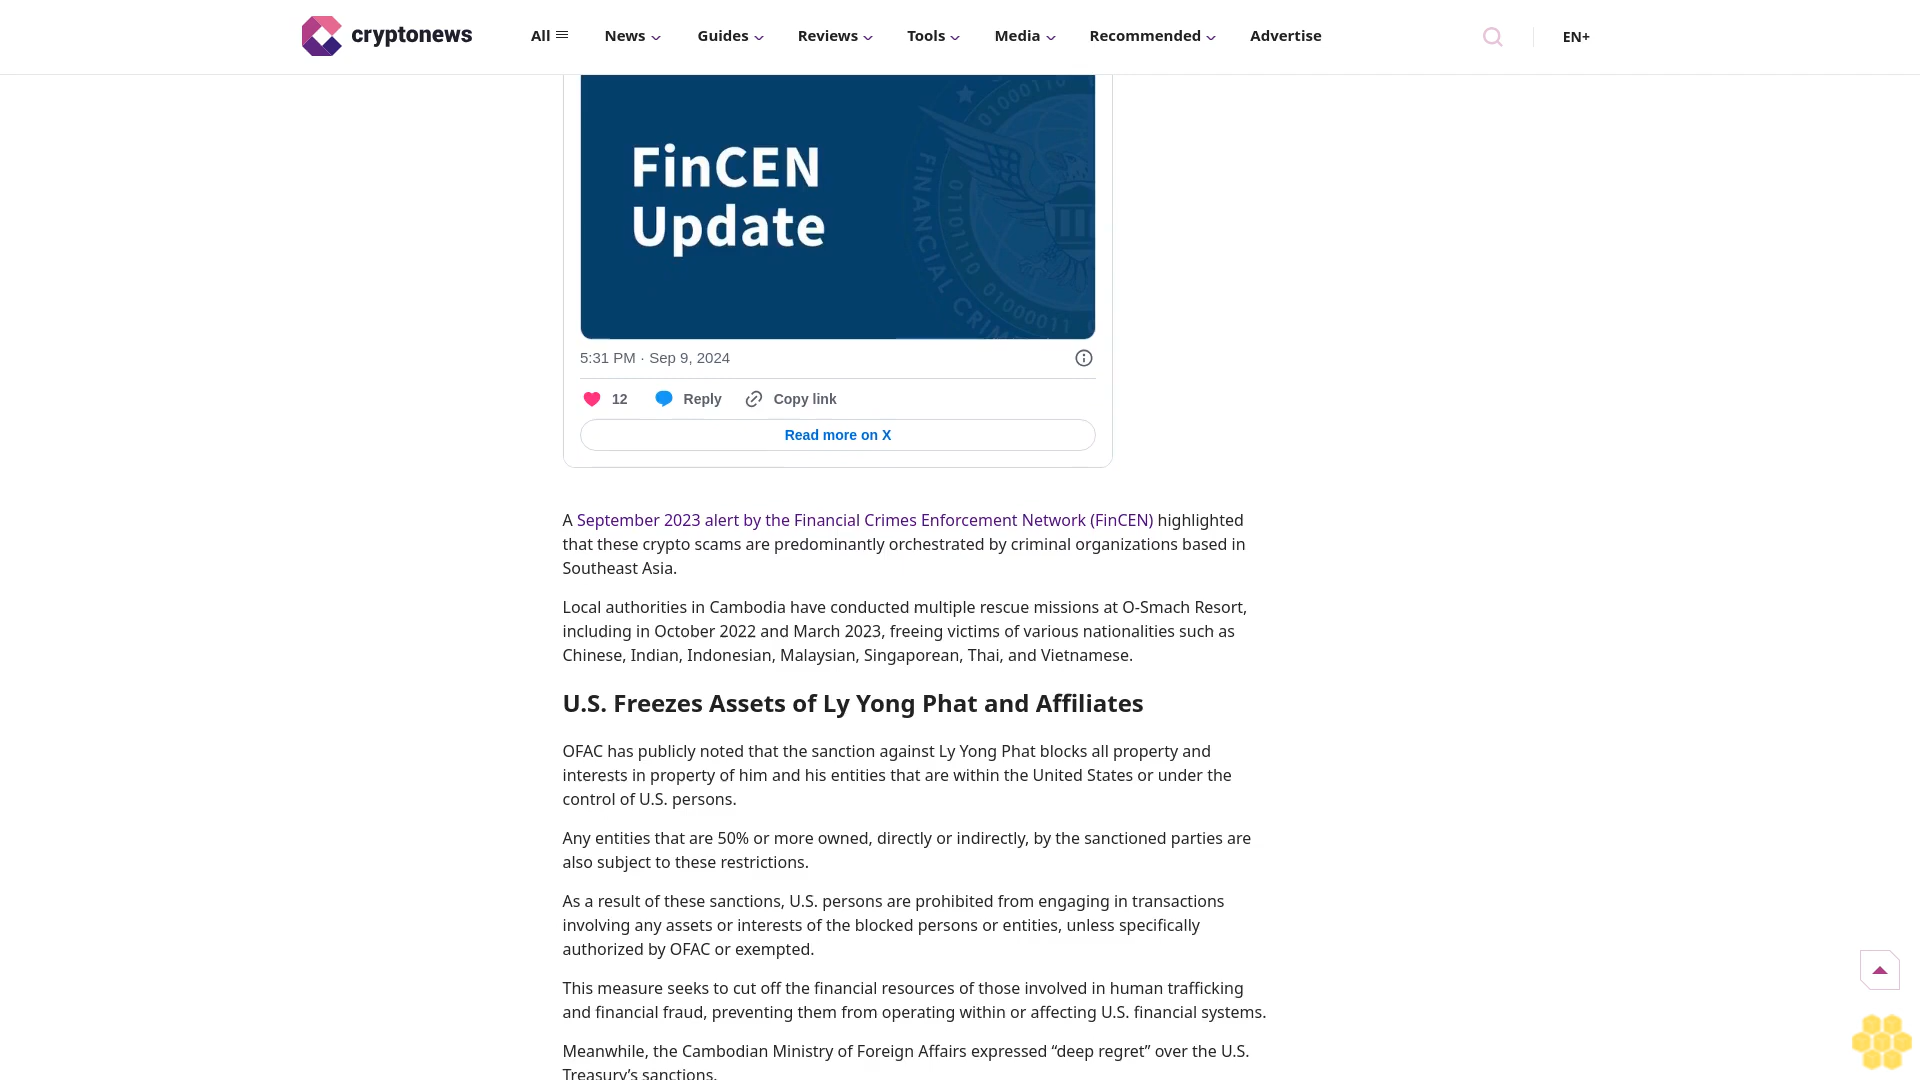 cryptonews
All
News
Guides
Reviews
Tools
Media
Recommended
Advertise
EN+
FinCEN
Update
FINANCIAL CRIM
01000110
01101110
01000011
5:31 PM · Sep 9, 2024
12
Reply
Copy link
Read more on X
A September 2023 alert by the Financial Crimes Enforcement Network (FinCEN) highlighted
that these crypto scams are predominantly orchestrated by criminal organizations based in
Southeast Asia.
Local authorities in Cambodia have conducted multiple rescue missions at O-Smach Resort,
including in October 2022 and March 2023, freeing victims of various nationalities such as
Chinese, Indian, Indonesian, Malaysian, Singaporean, Thai, and Vietnamese.
U.S. Freezes Assets of Ly Yong Phat and Affiliates
OFAC has publicly noted that the sanction against Ly Yong Phat blocks all property and
interests in property of him and his entities that are within the United States or under the
control of U.S. persons.
Any entities that are 50% or more owned, directly or indirectly, by the sanctioned parties are
also subject to these restrictions.
As a result of these sanctions, U.S. persons are prohibited from engaging in transactions
involving any assets or interests of the blocked persons or entities, unless specifically
authorized by OFAC or exempted.
This measure seeks to cut off the financial resources of those involved in human trafficking
and financial fraud, preventing them from operating within or affecting U.S. financial systems.
Meanwhile, the Cambodian Ministry of Foreign Affairs expressed “deep regret” over the U.S.
Treasury’s sanctions.